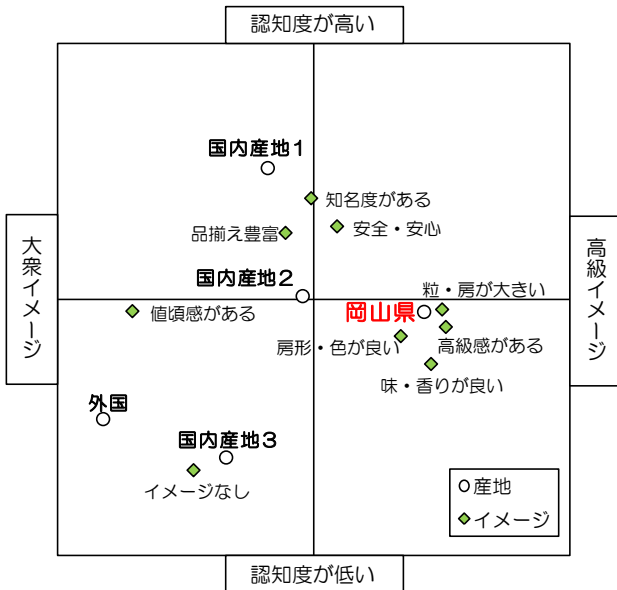 認知度が高い
国内産地1
知名度がある
品揃え豊富
安全・安心
大衆イメージ
高級イメージ
国内産地2
粒・房が大きい
値頃感がある
岡山県
房形・色が良い
高級感がある
味・香りが良い
外国
国内産地3
イメージなし
産地
イメージ
認知度が低い